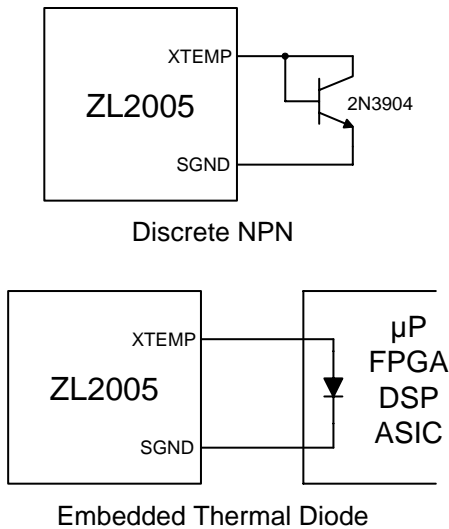 XTEMP
ZL2005
2N3904
SGND
Discrete NPN
XTEMP
ZL2005
SGND
µP
FPGA
DSP
ASIC
Embedded Thermal Diode